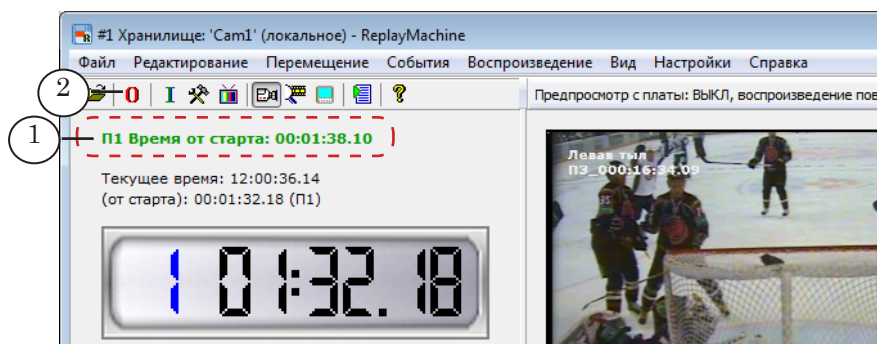 #1 Хранилище: 'Cam1' (локальное) - ReplayMachine
Файл Редактирование Перемещение События Воспроизведение Вид Настройки Справка
2
0 I ?
Предпросмотр с платы: ВЫКЛ, воспроизведение пов
1
П1 Время от старта: 00:01:38.10
Левая тыл
П3_000:16:34.09
Текущее время: 12:00:36.14
(от старта): 00:01:32.18 (П1)
1 01:32.18